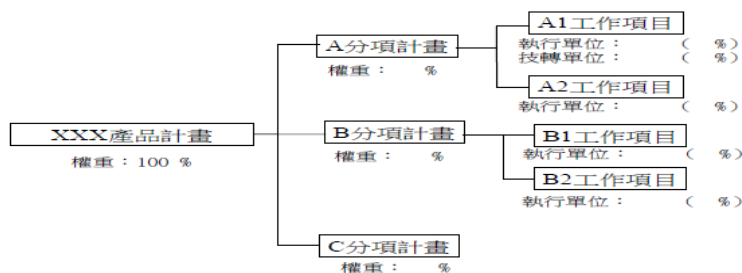 XXX產品計畫
權重：100 %
A分項計畫
權重： %
A1工作項目
執行單位： ( %)
技轉單位： ( %)
A2工作項目
執行單位： ( %)
B分項計畫
權重： %
B1工作項目
執行單位： ( %)
B2工作項目
執行單位： ( %)
C分項計畫
權重： %